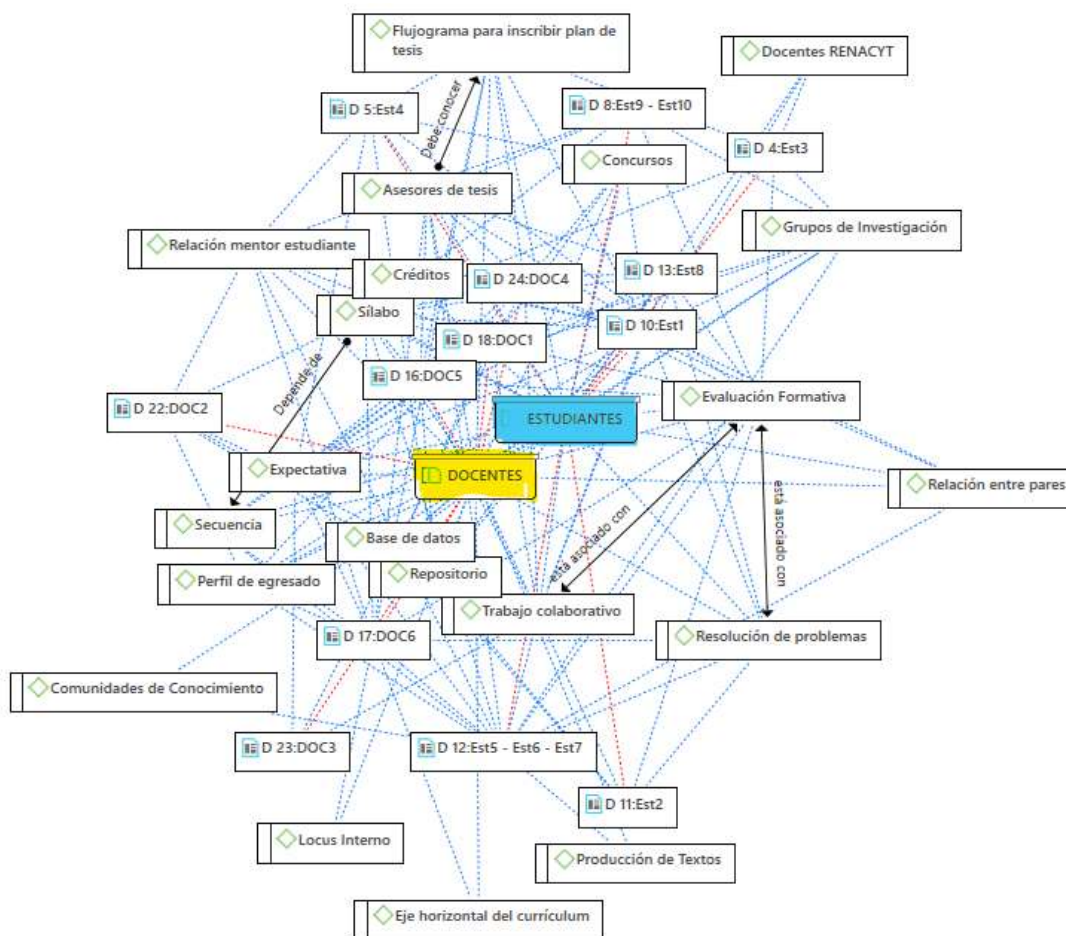 Flujograma para inscribir plan de
tesis
Docentes RENACYT
D 5:Est4
D 8:Est9 - Est10
Debe conocer
D 4:Est3
Concursos
Asesores de tesis
Grupos de Investigación
Relación mentor estudiante
Créditos
D 24:DOC4
D 13:Est8
Sílabo
D 18:DOC1
D 10:Est1
Depende de
D 16:DOC5
Evaluación Formativa
D 22:DOC2
ESTUDIANTES
Expectativa
DOCENTES
Relación entre pares
Secuencia
está asociado con
está asociado con
Base de datos
Perfil de egresado
Repositorio
Trabajo colaborativo
D 17:DOC6
Resolución de problemas
Comunidades de Conocimiento
D 23:DOC3
D 12:Est5 - Est6 - Est7
D 11:Est2
Locus Interno
Producción de Textos
Eje horizontal del currículum